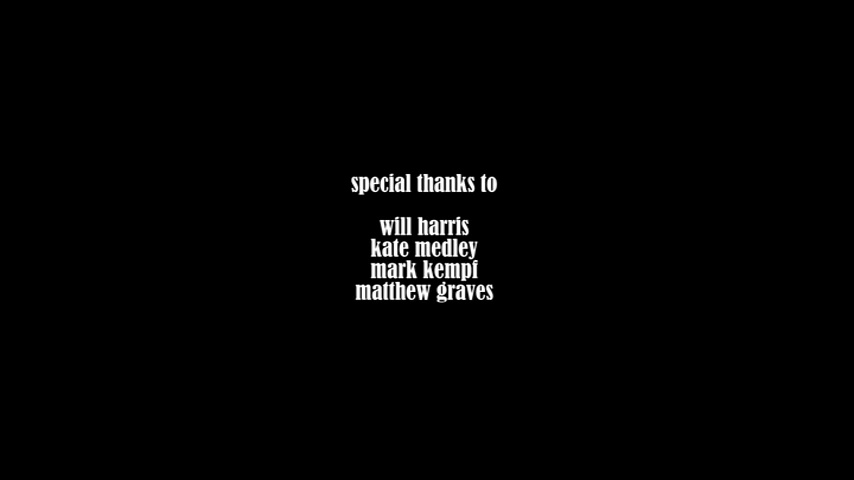 special thanks to
will harris
kate medley
mark kempf
matthew graves